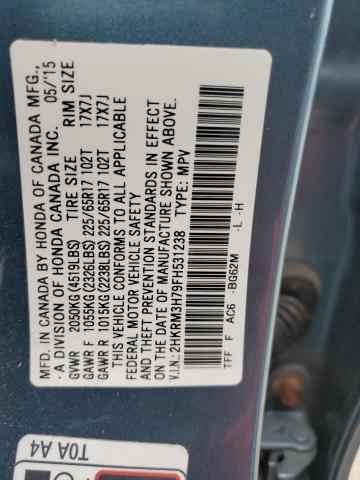 MFD. IN CANADA BY HONDA OF CANADA MFG.,
- A DIVISION OF HONDA CANADA INC. 05/15
GVWR 2050KG(4519LBS) TIRE SIZE RIM SIZE
GAWR F 1055KG(2326LBS) 225/65R17 102T 17X7J
GAWR R 1015KG(2238LBS) 225/65R17 102T 17X7J
THIS VEHICLE CONFORMS TO ALL APPLICABLE
FEDERAL MOTOR VEHICLE SAFETY
AND THEFT PREVENTION STANDARDS IN EFFECT
ON THE DATE OF MANUFACTURE SHOWN ABOVE.
V.I.N.: 2HKRM3H79FH531238 TYPE: MPV
TFF F AC6 -BG62M -L -H
T0A A4